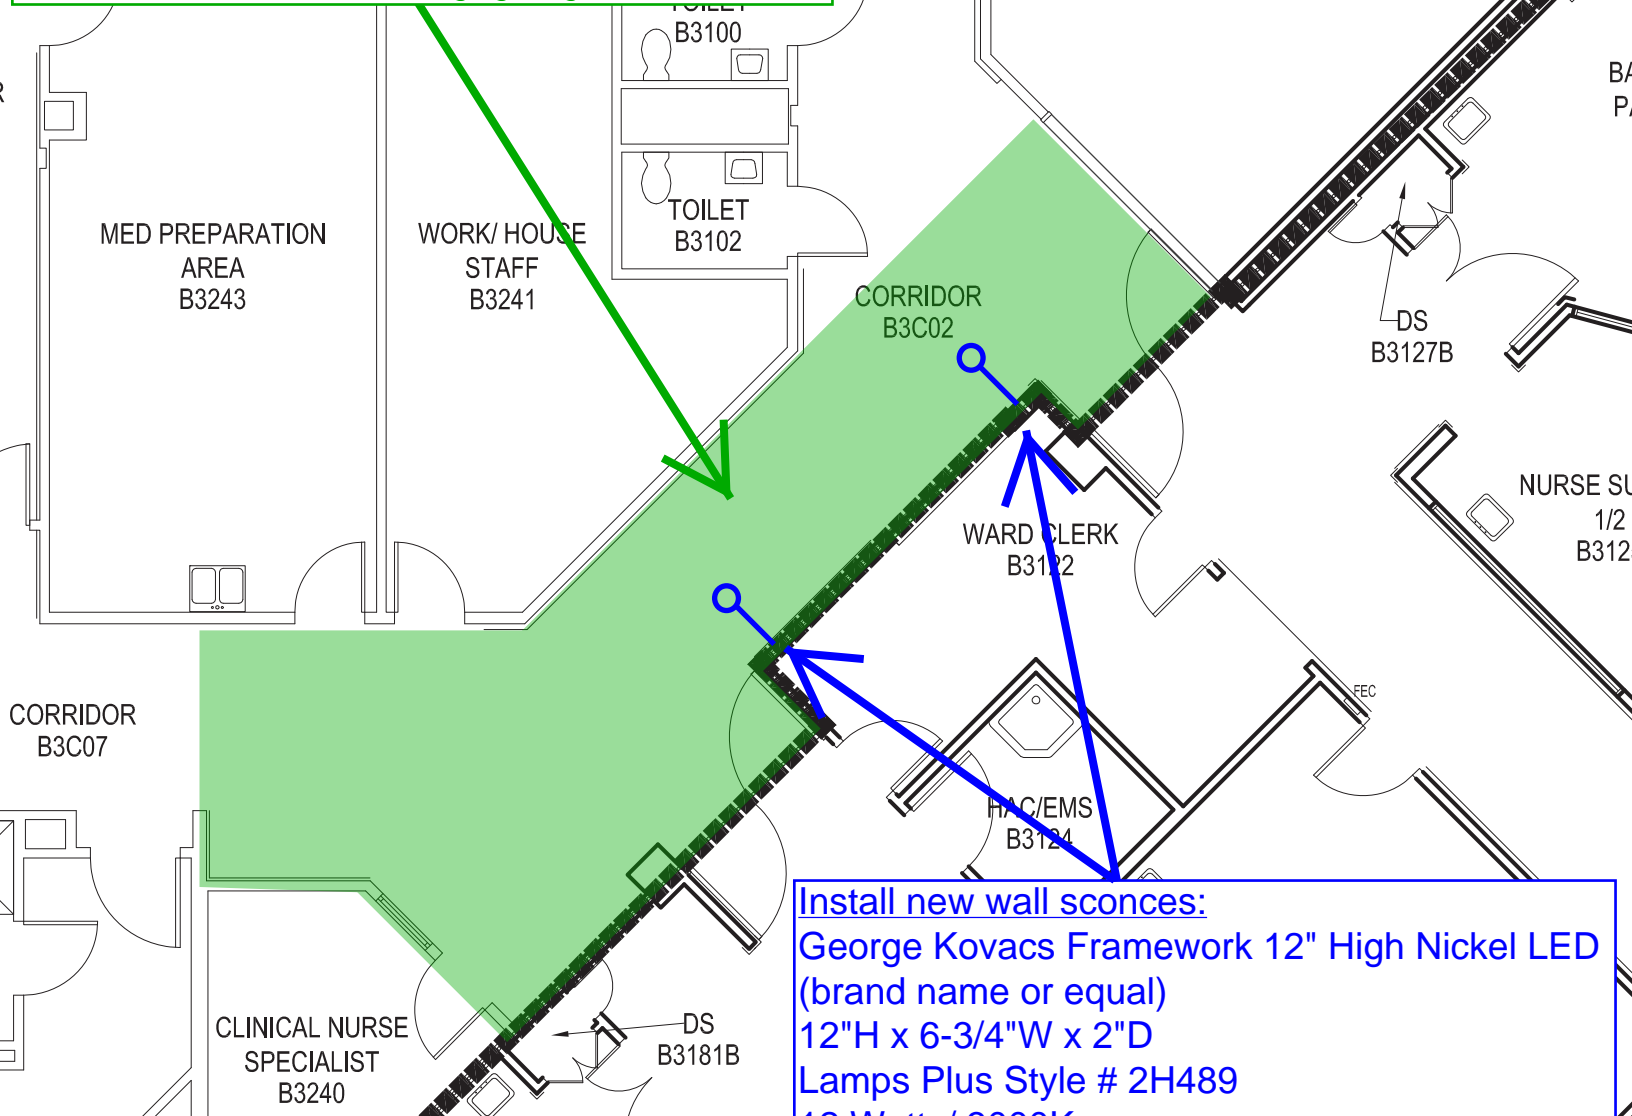 TOILET
B3100
BA
PA
R
MED PREPARATION
AREA
B3243
WORK/ HOUSE
STAFF
B3241
TOILET
B3102
CORRIDOR
B3C02
DS
B3127B
WARD CLERK
B3122
NURSE SU
1/2
B312
CORRIDOR
B3C07
FEC
HAC/EMS
B3124
CLINICAL NURSE
SPECIALIST
B3240
DS
B3181B
Install new wall sconces:
George Kovacs Framework 12" High Nickel LED
(brand name or equal)
12"H x 6-3/4"W x 2"D
Lamps Plus Style # 2H489